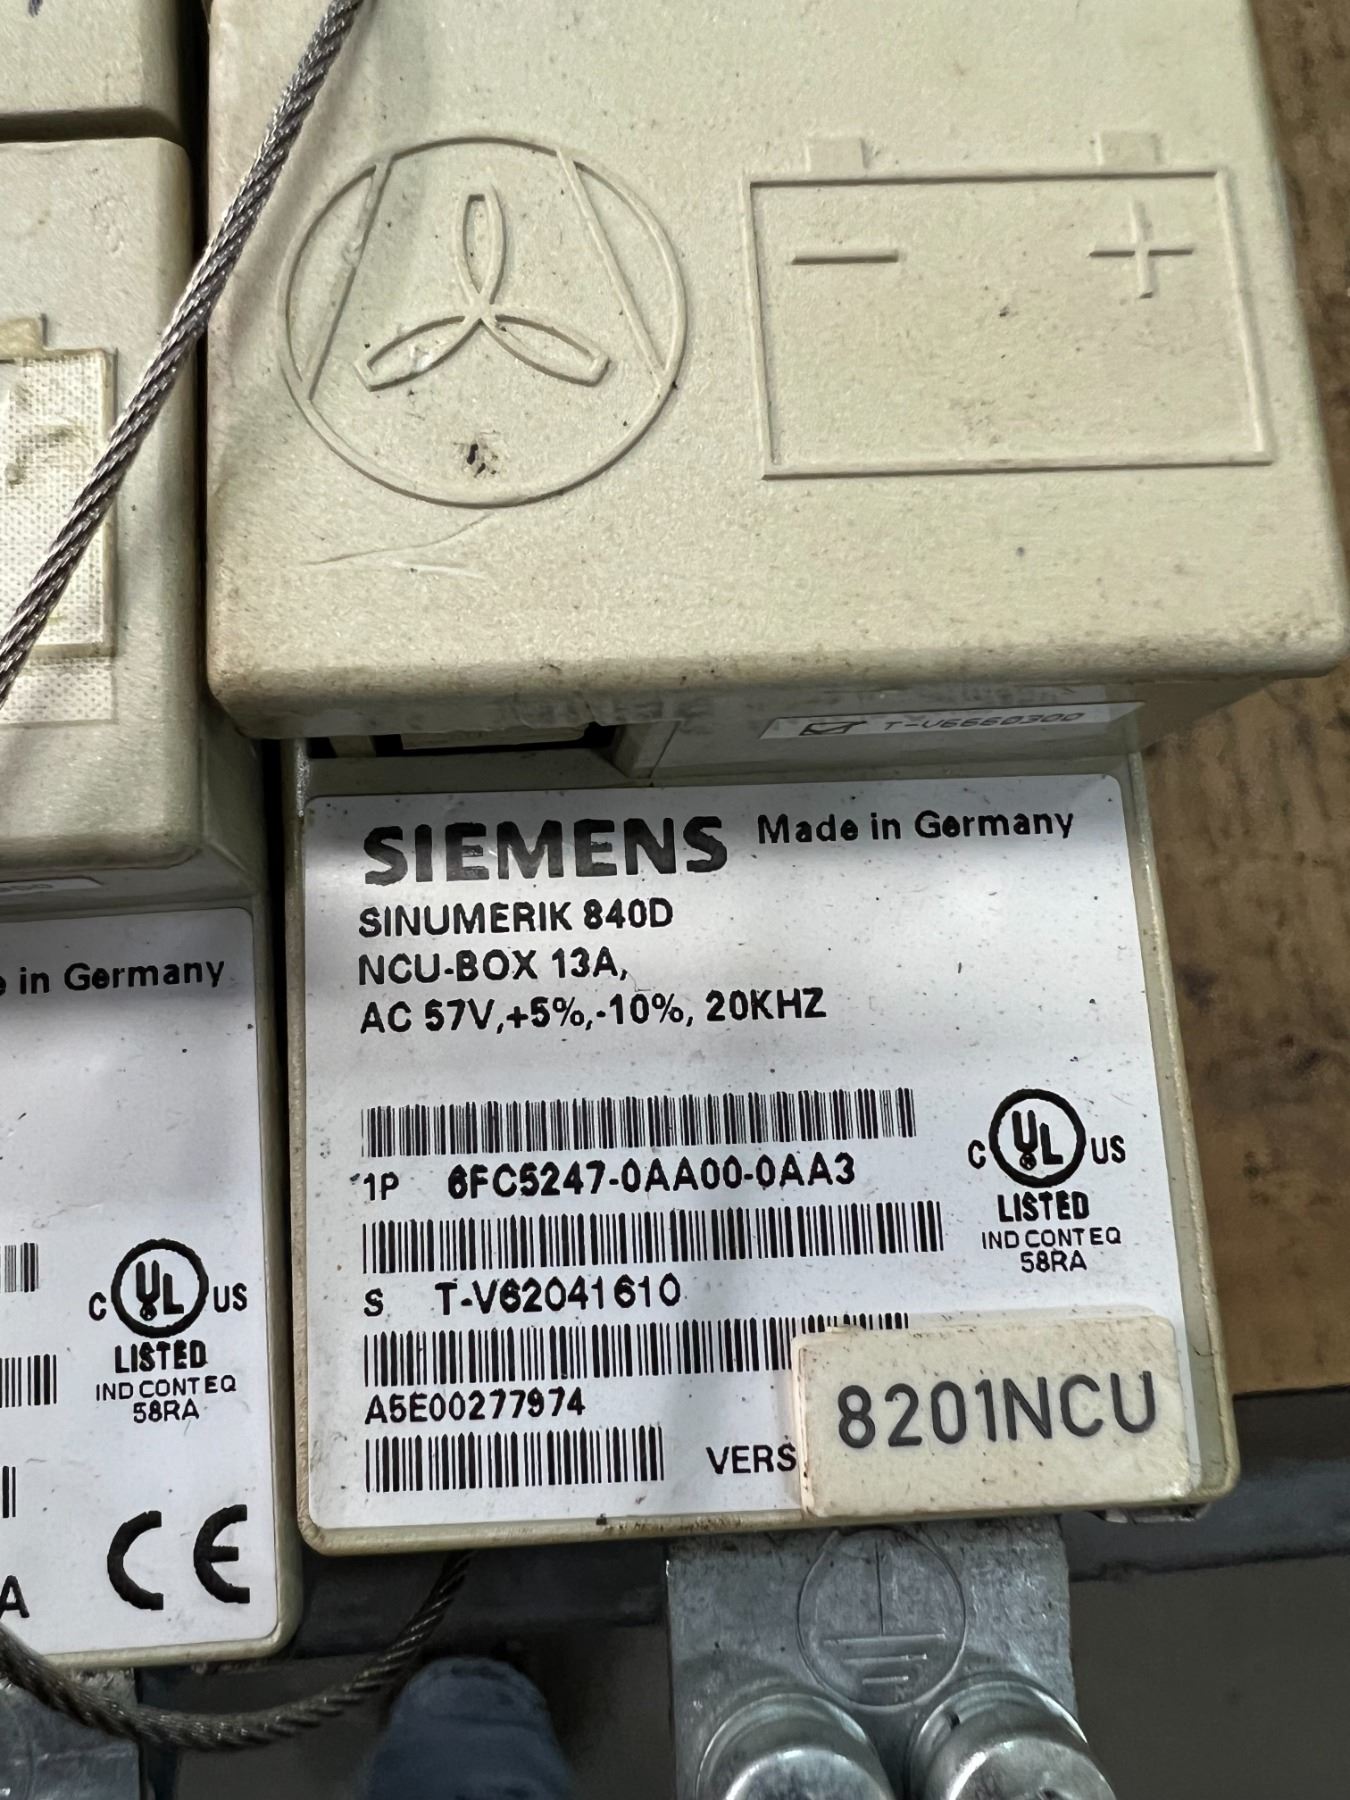 T-V6660300
SIEMENS Made in Germany
SINUMERIK 840D
NCU-BOX 13A,
AC 57V,+5%,-10%, 20KHZ
1P 6FC5247-0AA00-0AA3
S T-V62041610
A5E00277974
VERS
C UL US
LISTED
IND CONT EQ
58RA
8201NCU
in Germany
C UL US
LISTED
IND CONT EQ
58RA
CE
A